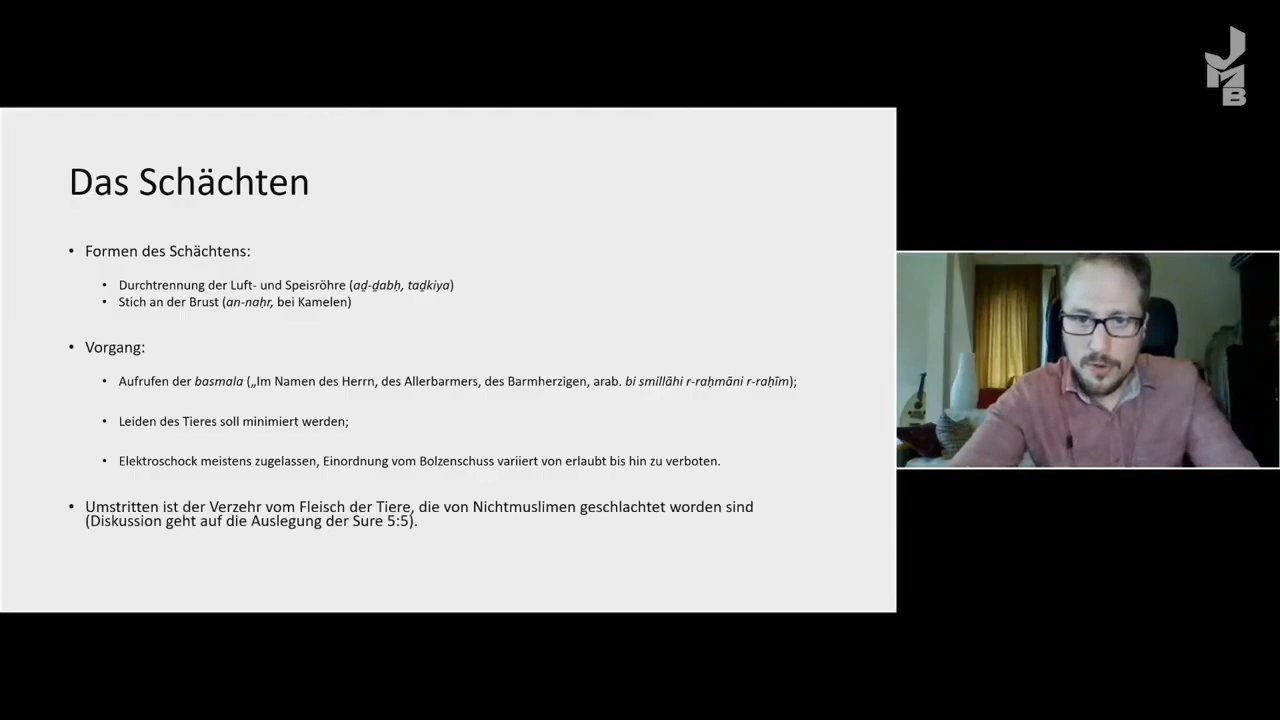 JMB
Das Schächten
• Formen des Schächtens:
• Durchtrennung der Luft- und Speisröhre (aḏ-ḏabḥ, taḏkiya)
• Stich an der Brust (an-naḥr, bei Kamelen)
• Vorgang:
• Aufrufen der basmala („Im Namen des Herrn, des Allerbarmers, des Barmherzigen, arab. bi smillāhi r-raḥmāni r-raḥīm);
• Leiden des Tieres soll minimiert werden;
• Elektroschock meistens zugelassen, Einordnung vom Bolzenschuss variiert von erlaubt bis hin zu verboten.
• Umstritten ist der Verzehr vom Fleisch der Tiere, die von Nichtmuslimen geschlachtet worden sind
(Diskussion geht auf die Auslegung der Sure 5:5).